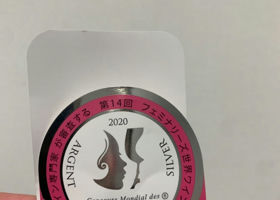 イン専門家 が審査する 第14回 フェミナリーズ世界ワイ
2020
ARGENT
SILVER
Concours Mondial des ®